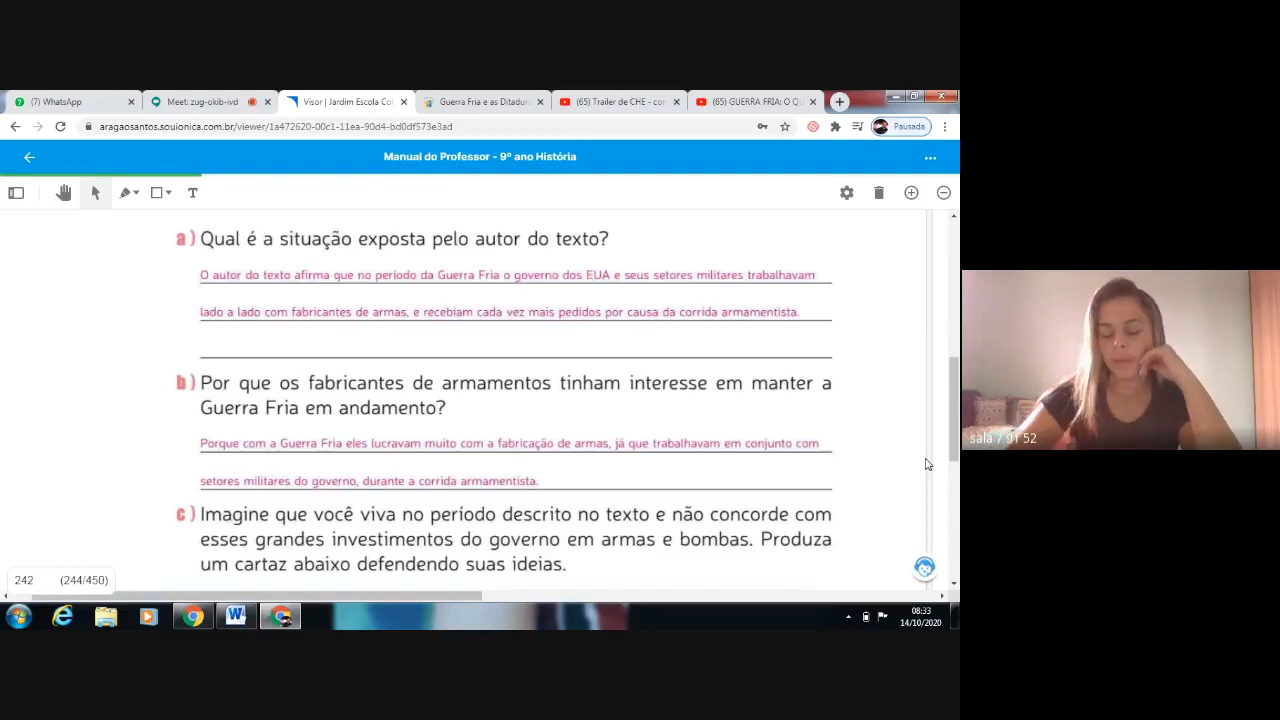 (7) WhatsApp
Meet: zug-okib-ivd
Visor | Jardim Escola Col
Guerra Fria e as Ditadur
(65) Trailer de CHE - cor
(65) GUERRA FRIA: O QU
aragaosantos.souionica.com.br/viewer/1a472620-00c1-11ea-90d4-bd0df573e3ad
Pausada
Manual do Professor - 9º ano História
T
a) Qual é a situação exposta pelo autor do texto?
O autor do texto afirma que no período da Guerra Fria o governo dos EUA e seus setores militares trabalhavam
lado a lado com fabricantes de armas, e recebiam cada vez mais pedidos por causa da corrida armamentista.
b) Por que os fabricantes de armamentos tinham interesse em manter a
Guerra Fria em andamento?
Porque com a Guerra Fria eles lucravam muito com a fabricação de armas, já que trabalhavam em conjunto com
setores militares do governo, durante a corrida armamentista.
c) Imagine que você viva no período descrito no texto e não concorde com
esses grandes investimentos do governo em armas e bombas. Produza
um cartaz abaixo defendendo suas ideias.
242 (244/450)
08:33
14/10/2020
sala 7 91 52